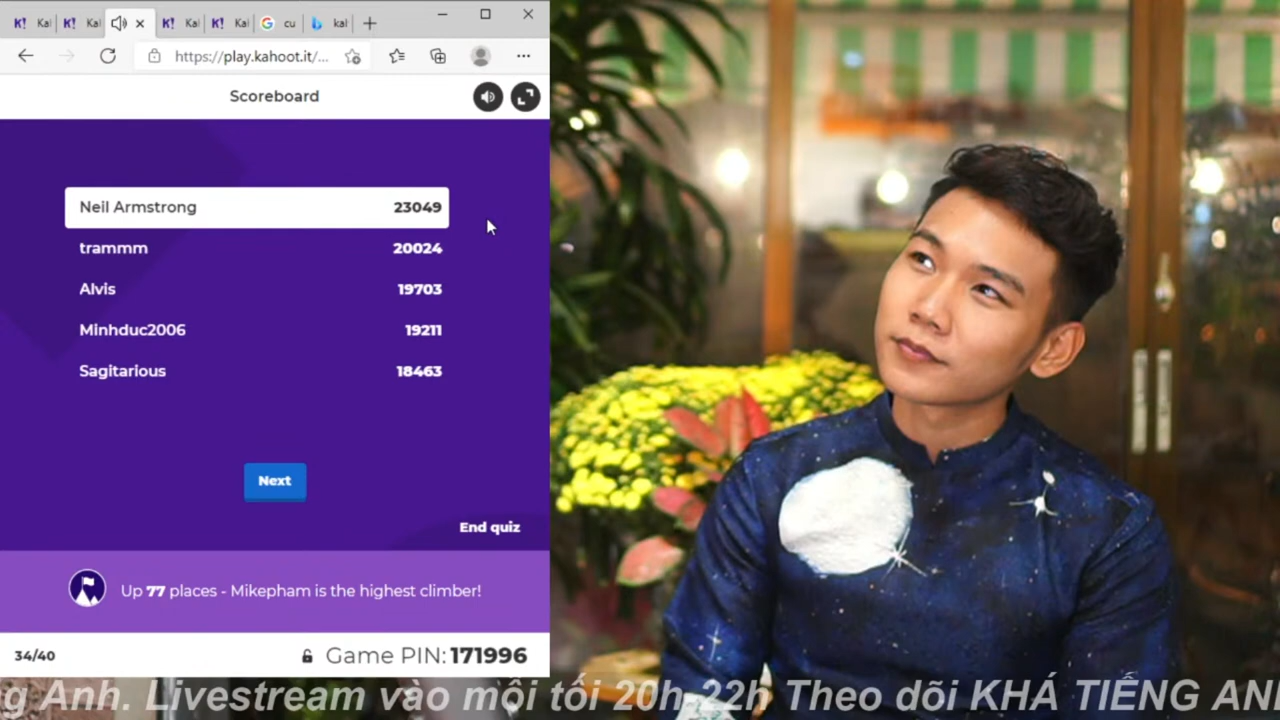 K! Kal K! Kal K! Kal K! Kal G cu kal
https://play.kahoot.it/...
Scoreboard
Neil Armstrong 23049
trammm 20024
Alvis 19703
Minhduc2006 19211
Sagitarious 18463
Next
End quiz
Up 77 places - Mikepham is the highest climber!
34/40 Game PIN: 171996
g Anh. Livestream vào mỗi tối 20h-22h Theo dõi KHÁ TIẾNG ANH